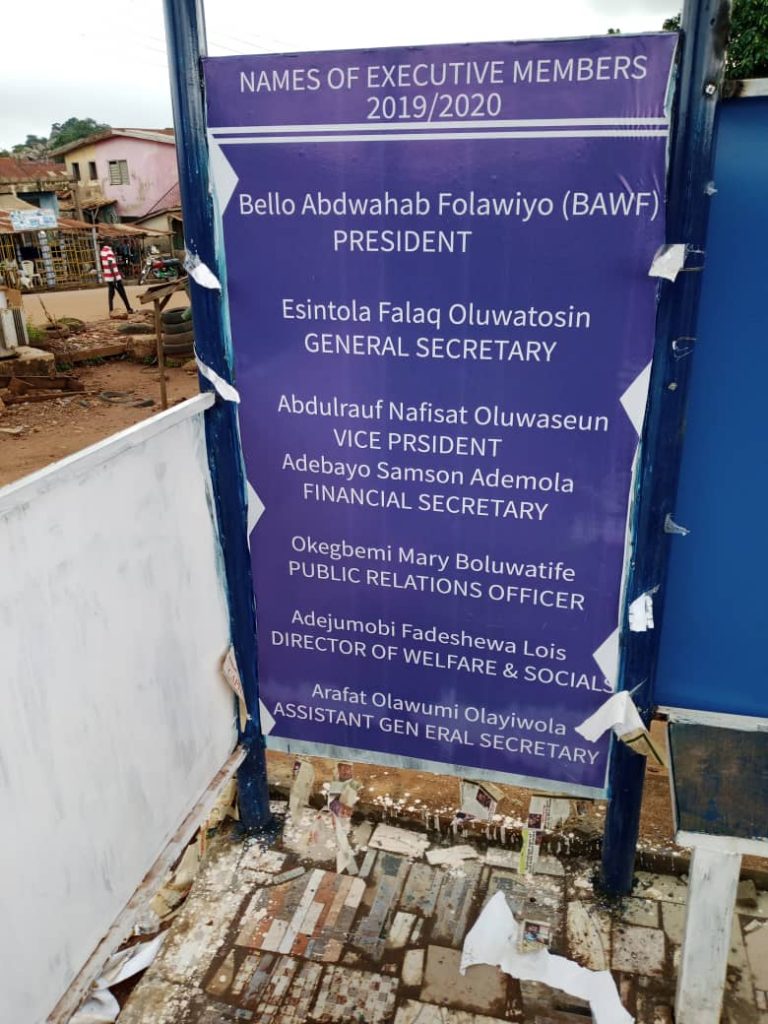 NAMES OF EXECUTIVE MEMBERS
2019/2020
Bello Abdwahab Folawiyo (BAWF)
PRESIDENT
Esintola Falaq Oluwatosin
GENERAL SECRETARY
Abdulrauf Nafisat Oluwaseun
VICE PRSIDENT
Adebayo Samson Ademola
FINANCIAL SECRETARY
Okegbemi Mary Boluwatife
PUBLIC RELATIONS OFFICER
Adejumobi Fadeshewa Lois
DIRECTOR OF WELFARE & SOCIALS
Arafat Olawumi Olayiwola
ASSISTANT GEN ERAL SECRETARY